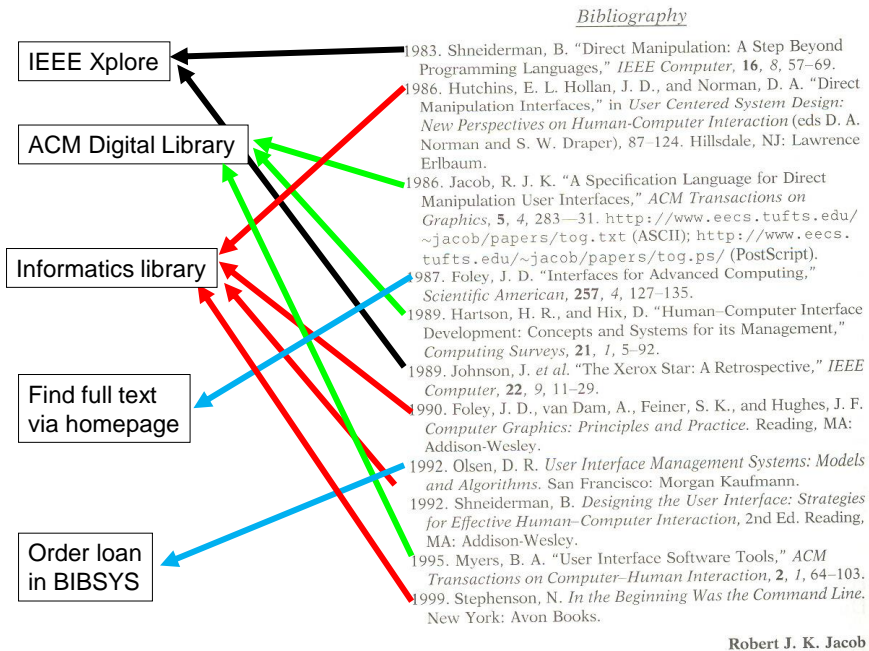 Bibliography
IEEE Xplore
ACM Digital Library
Informatics library
Find full text
via homepage
Order loan
in BIBSYS
1983. Shneiderman, B. “Direct Manipulation: A Step Beyond
Programming Languages,” IEEE Computer, 16, 8, 57–69.
1986. Hutchins, E. L. Hollan, J. D., and Norman, D. A. “Direct
Manipulation Interfaces,” in User Centered System Design:
New Perspectives on Human-Computer Interaction (eds D. A.
Norman and S. W. Draper), 87–124. Hillsdale, NJ: Lawrence
Erlbaum.
1986. Jacob, R. J. K. “A Specification Language for Direct
Manipulation User Interfaces,” ACM Transactions on
Graphics, 5, 4, 283—31. http://www.eecs.tufts.edu/
~jacob/papers/tog.txt (ASCII); http://www.eecs.
tufts.edu/~jacob/papers/tog.ps/ (PostScript).
1987. Foley, J. D. “Interfaces for Advanced Computing,”
Scientific American, 257, 4, 127–135.
1989. Hartson, H. R., and Hix, D. “Human–Computer Interface
Development: Concepts and Systems for its Management,”
Computing Surveys, 21, 1, 5–92.
1989. Johnson, J. et al. “The Xerox Star: A Retrospective,” IEEE
Computer, 22, 9, 11–29.
1990. Foley, J. D., van Dam, A., Feiner, S. K., and Hughes, J. F.
Computer Graphics: Principles and Practice. Reading, MA:
Addison-Wesley.
1992. Olsen, D. R. User Interface Management Systems: Models
and Algorithms. San Francisco: Morgan Kaufmann.
1992. Shneiderman, B. Designing the User Interface: Strategies
for Effective Human–Computer Interaction, 2nd Ed. Reading,
MA: Addison-Wesley.
1995. Myers, B. A. “User Interface Software Tools,” ACM
Transactions on Computer–Human Interaction, 2, 1, 64–103.
1999. Stephenson, N. In the Beginning Was the Command Line.
New York: Avon Books.
Robert J. K. Jacob